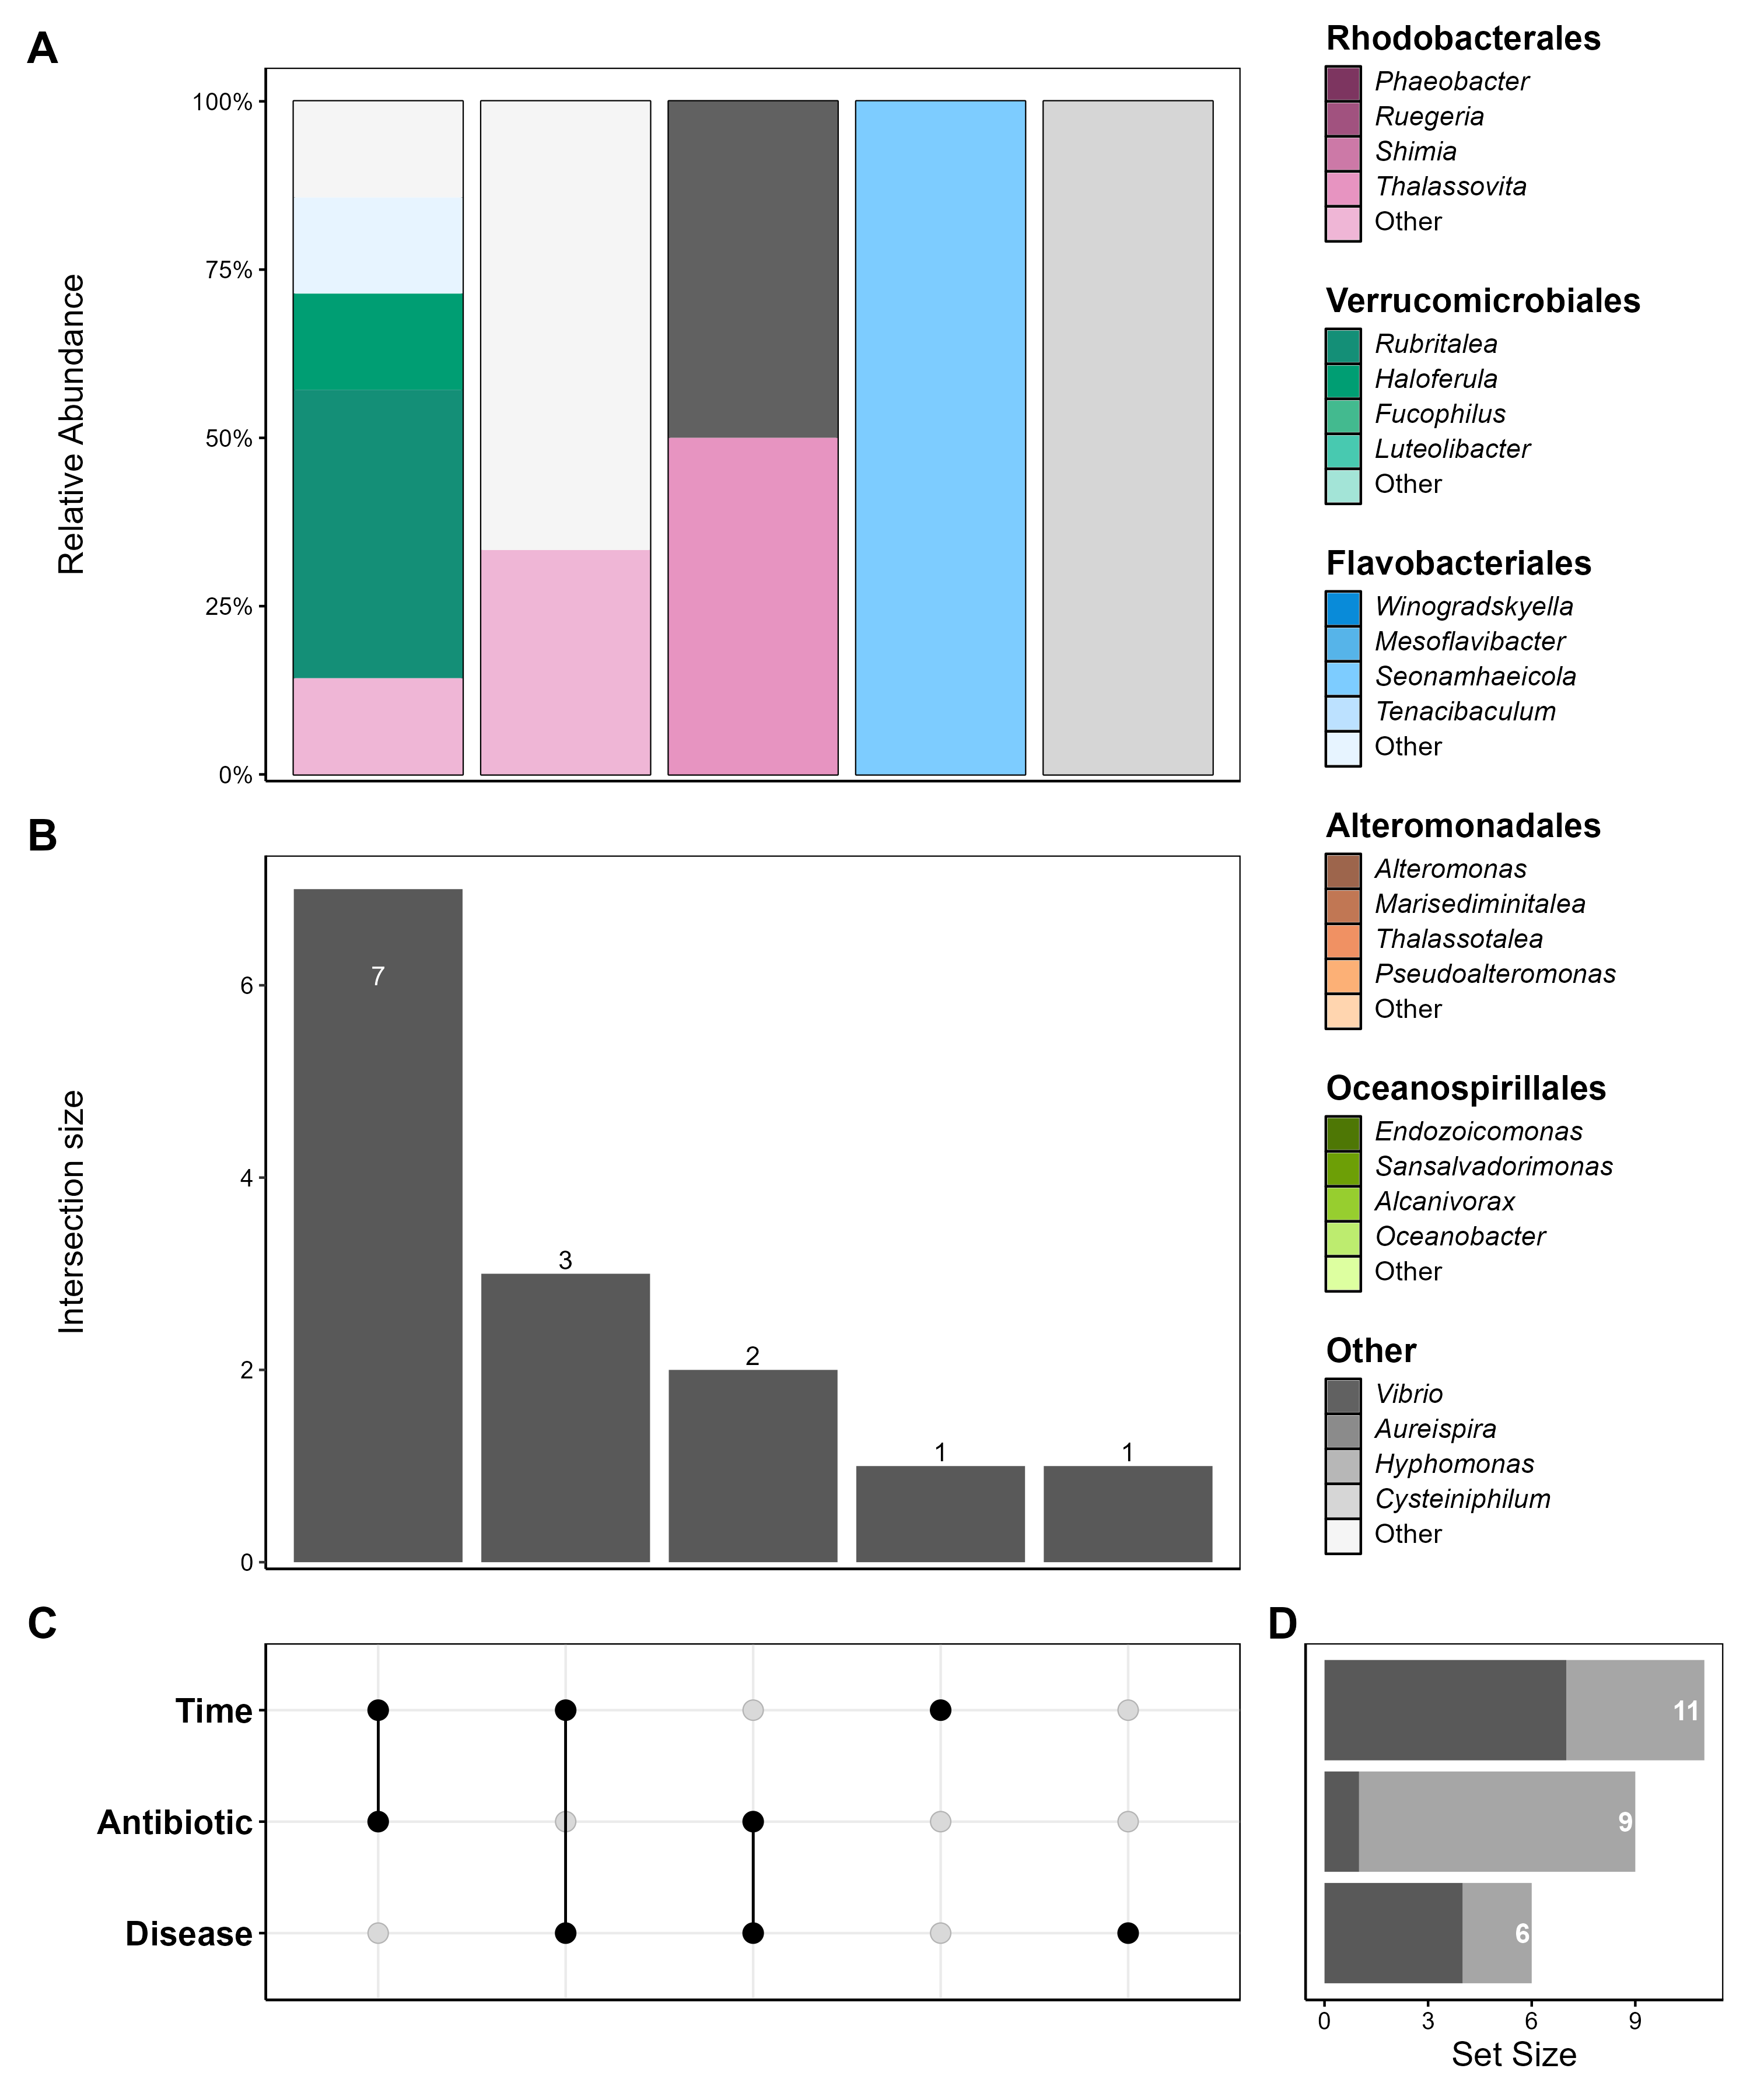 A
Relative Abundance
100%
75%
50%
25%
0%
Rhodobacterales
Phaeobacter
Ruegeria
Shimia
Thalassovita
Other
Verrucomicrobiales
Rubritalea
Haloferula
Fucophilus
Luteolibacter
Other
Flavobacteriales
Winogradskyella
Mesoflavibacter
Seonamhaeicola
Tenacibaculum
Other
Alteromonadales
Alteromonas
Marisediminitalea
Thalassotalea
Pseudoalteromonas
Other
Oceanospirillales
Endozoicomonas
Sansalvadorimonas
Alcanivorax
Oceanobacter
Other
Other
Vibrio
Aureispira
Hyphomonas
Cysteiniphilum
Other
B
Intersection size
6
4
2
0
7
3
2
1
1
C
Time
Antibiotic
Disease
D
11
9
6
0 3 6 9
Set Size